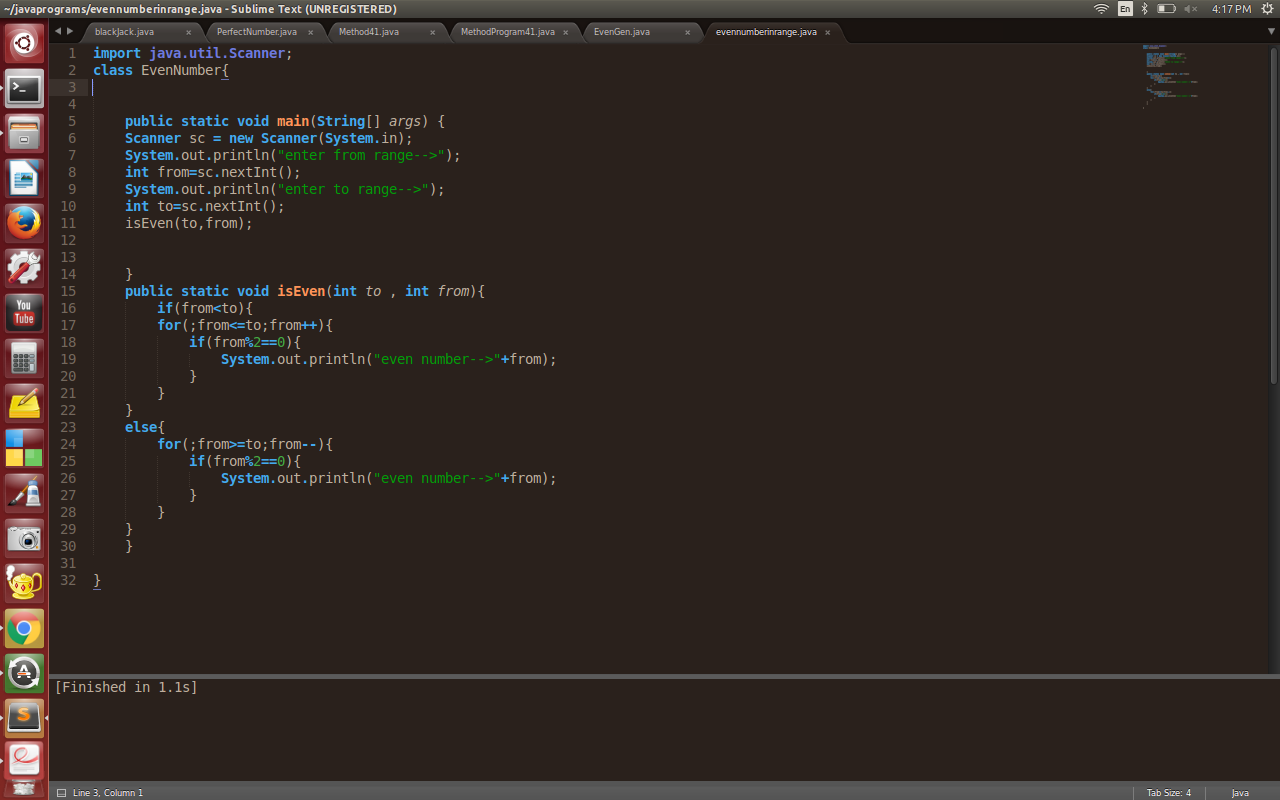 ~/javaprograms/evennumberinrange.java - Sublime Text (UNREGISTERED)
En
4:17 PM
blackJack.java × PerfectNumber.java × Method41.java × MethodProgram41.java × EvenGen.java × evennumberinrange.java ×
1 import java.util.Scanner;
2 class EvenNumber{
3
4
5     public static void main(String[] args) {
6     Scanner sc = new Scanner(System.in);
7     System.out.println("enter from range-->");
8     int from=sc.nextInt();
9     System.out.println("enter to range-->");
10     int to=sc.nextInt();
11     isEven(to,from);
12
13
14     }
15     public static void isEven(int to , int from){
16         if(from<to){
17         for(;from<=to;from++){
18             if(from%2==0){
19                 System.out.println("even number-->"+from);
20             }
21         }
22     }
23     else{
24         for(;from>=to;from--){
25             if(from%2==0){
26                 System.out.println("even number-->"+from);
27             }
28         }
29     }
30     }
31
32 }
You
Tube
[Finished in 1.1s]
Line 3, Column 1
Tab Size: 4
Java